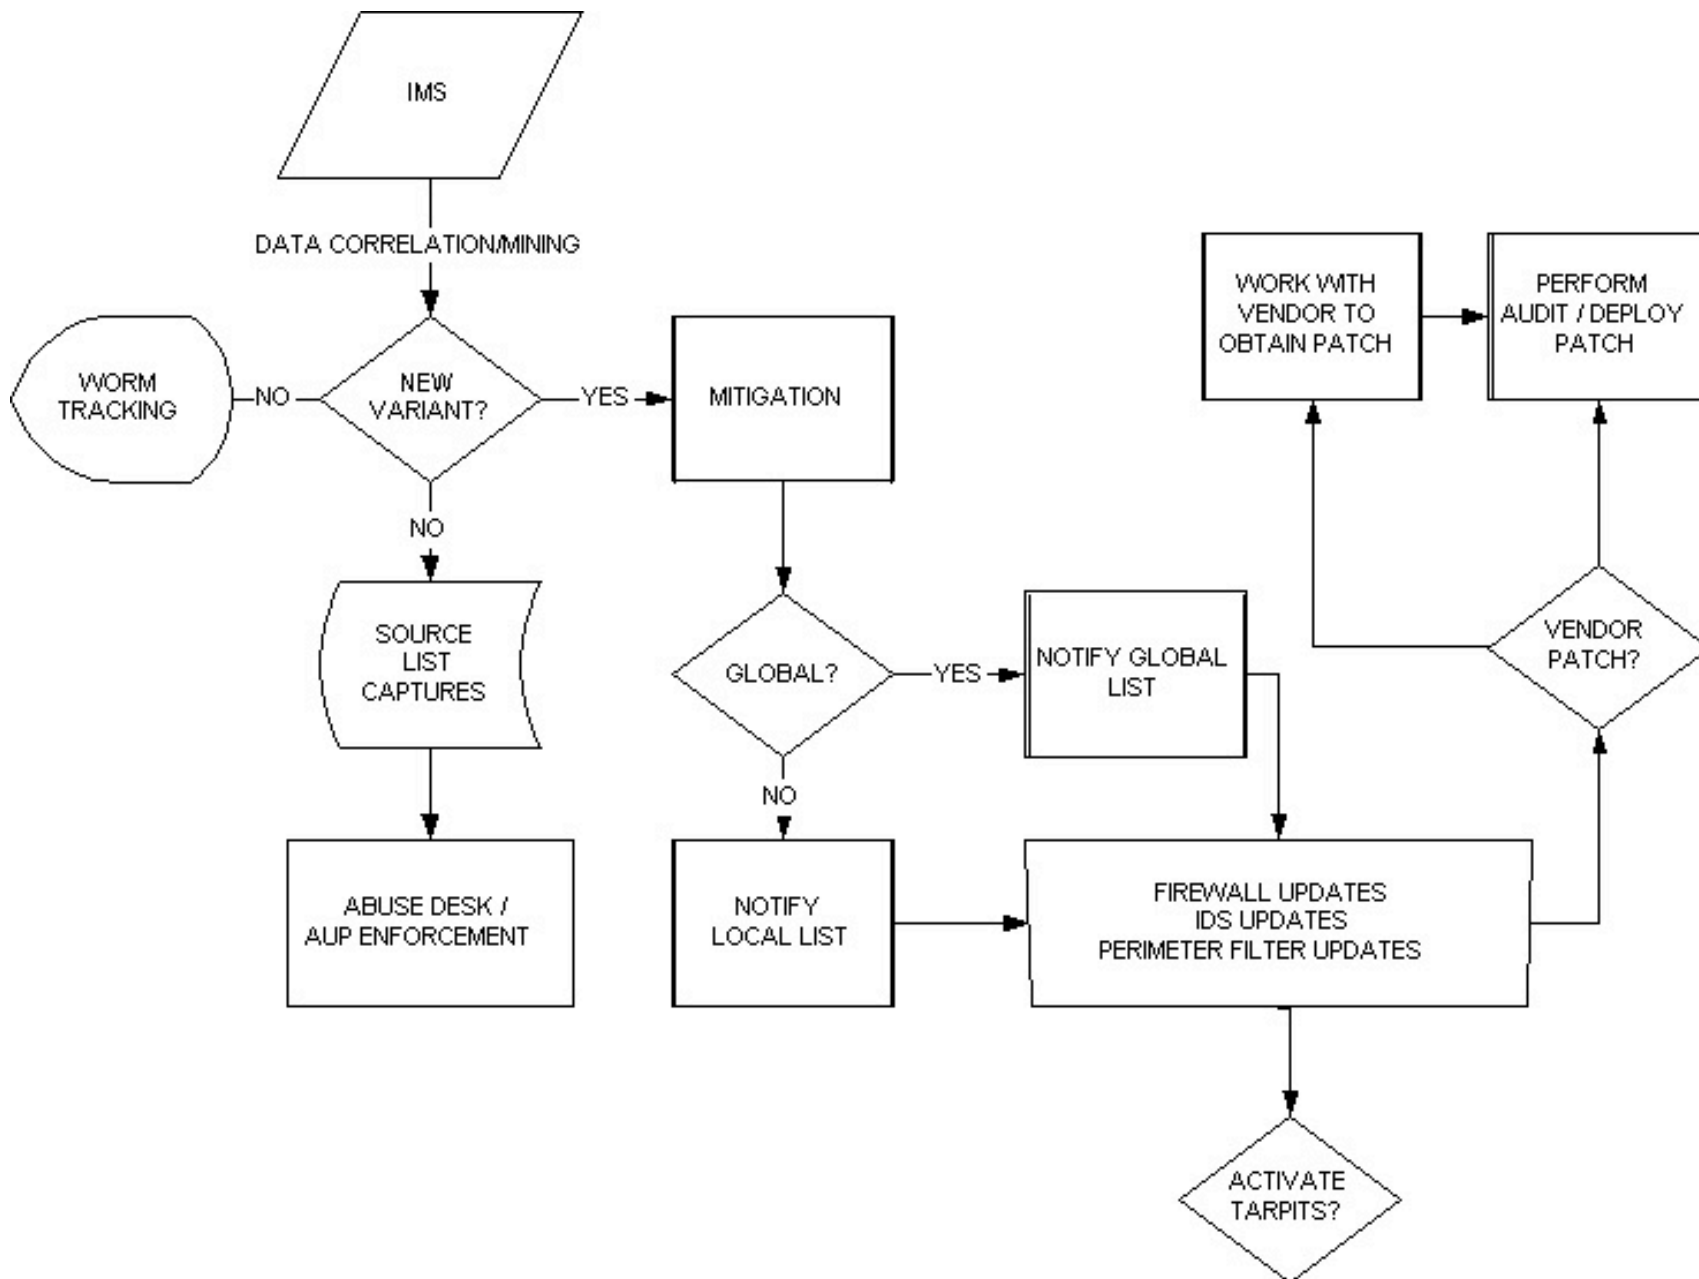 IMS
DATA CORRELATION/MINING
WORM
TRACKING
NO
NEW
VARIANT?
YES
MITIGATION
WORK WITH
VENDOR TO
OBTAIN PATCH
PERFORM
AUDIT / DEPLOY
PATCH
NO
SOURCE
LIST
CAPTURES
GLOBAL?
YES
NOTIFY GLOBAL
LIST
VENDOR
PATCH?
NO
ABUSE DESK /
AUP ENFORCEMENT
NOTIFY
LOCAL LIST
FIREWALL UPDATES
IDS UPDATES
PERIMETER FILTER UPDATES
ACTIVATE
TARPITS?